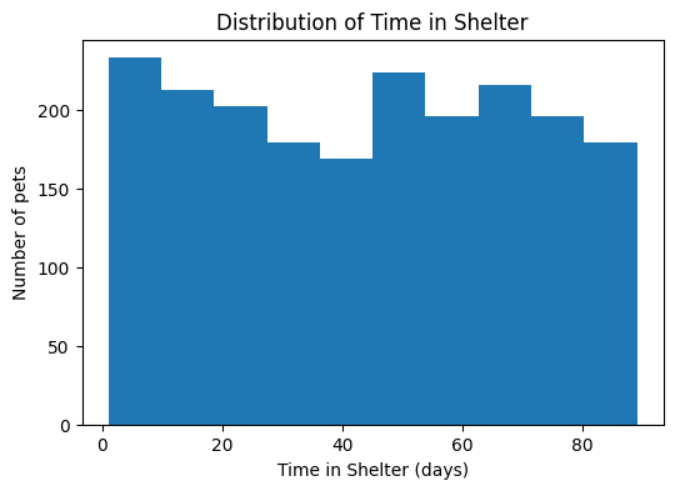 Distribution of Time in Shelter
Number of pets
200
150
100
50
0
0 20 40 60 80
Time in Shelter (days)